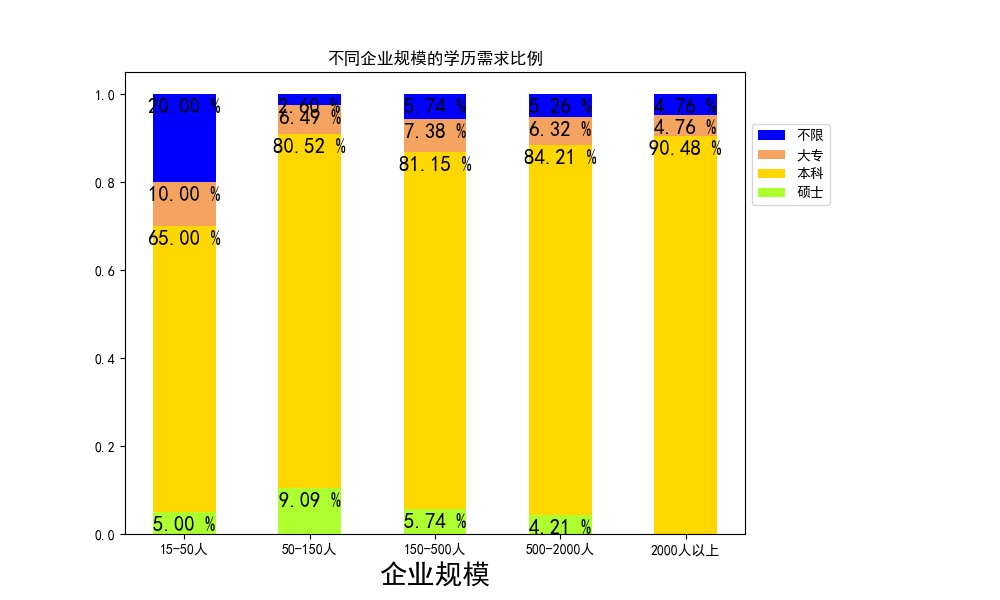 不同企业规模的学历需求比例
1.0
0.8
0.6
0.4
0.2
0.0
20.00 %
10.00 %
65.00 %
5.00 %
2.60 %
6.49 %
80.52 %
9.09 %
5.74 %
7.38 %
81.15 %
5.74 %
5.26 %
6.32 %
84.21 %
4.21 %
4.76 %
4.76 %
90.48 %
15-50人
50-150人
150-500人
500-2000人
2000人以上
企业规模
不限
大专
本科
硕士